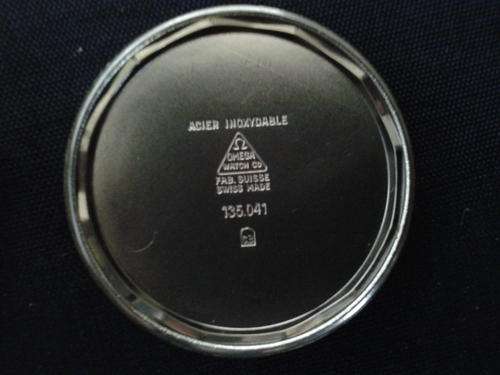 ACIER INOXYDABLE
Ω
OMEGA
WATCH CO
FAB. SUISSE
SWISS MADE
135.041